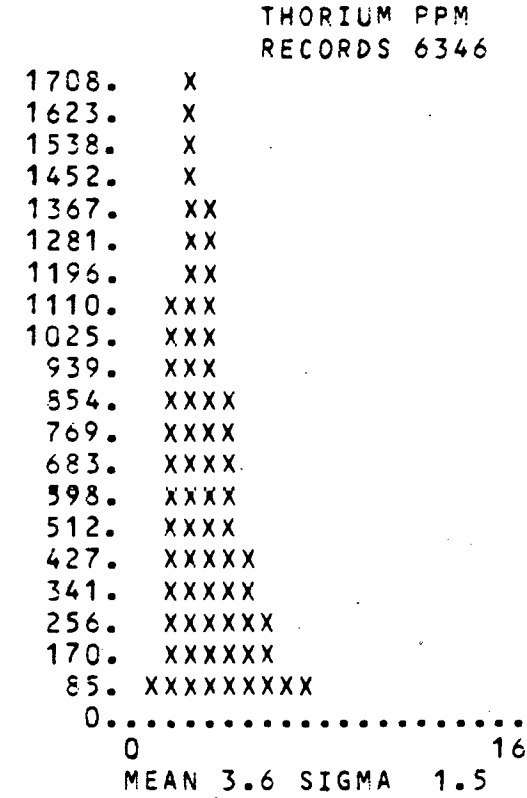 THORIUM PPM
RECORDS 6346
1708. X
1623. X
1538. X
1452. X
1367. XX
1281. XX
1196. XX
1110. XXX
1025. XXX
939. XXX
854. XXXX
769. XXXX
683. XXXX
598. XXXX
512. XXXX
427. XXXXX
341. XXXXX
256. XXXXXX
170. XXXXXX
85. XXXXXXXXX
0......................
0 16
MEAN 3.6 SIGMA 1.5